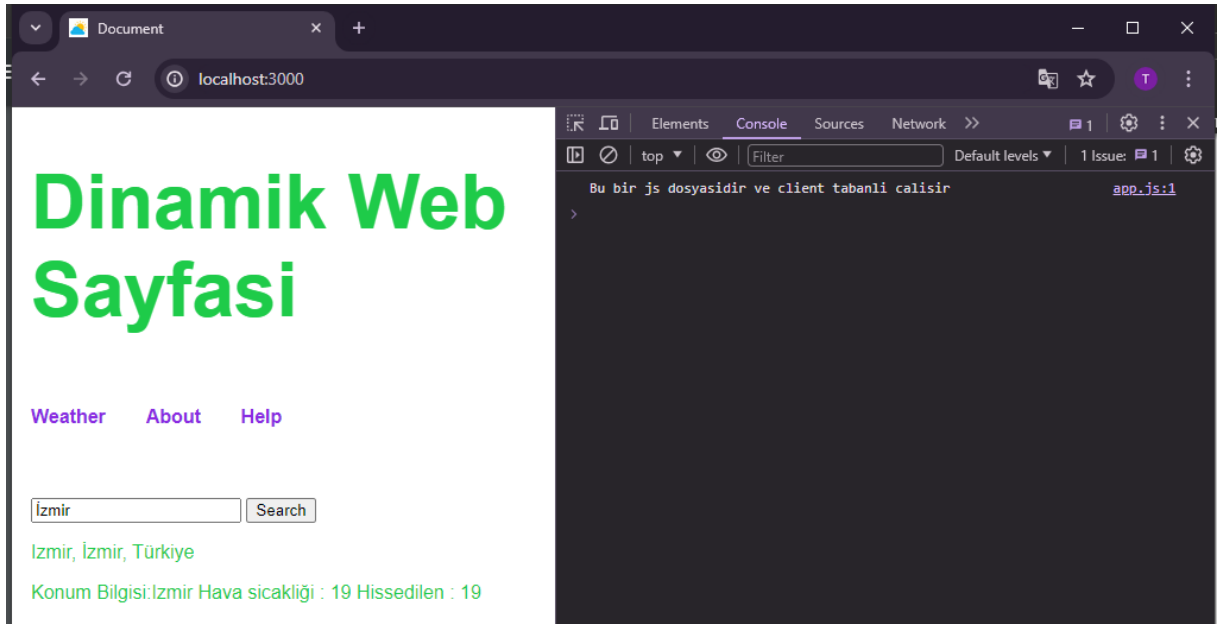 Document
localhost:3000
T
Elements Console Sources Network
1
top Filter Default levels 1 Issue: 1
Bu bir js dosyasidir ve client tabanli calisir app.js:1
Dinamik Web
Sayfasi
Weather About Help
İzmir Search
Izmir, İzmir, Türkiye
Konum Bilgisi:Izmir Hava sicakliği : 19 Hissedilen : 19